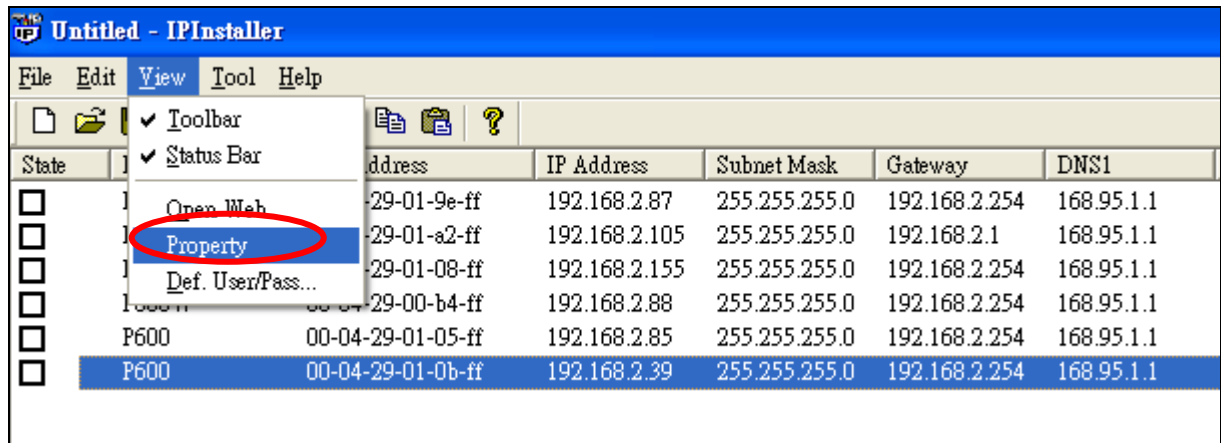 Untitled - IPInstaller
File Edit View Tool Help
Toolbar
Status Bar
Open Web
Property
Def. User/Pass...
State ddress IP Address Subnet Mask Gateway DNS1
-29-01-9e-ff 192.168.2.87 255.255.255.0 192.168.2.254 168.95.1.1
-29-01-a2-ff 192.168.2.105 255.255.255.0 192.168.2.1 168.95.1.1
-29-01-08-ff 192.168.2.155 255.255.255.0 192.168.2.254 168.95.1.1
00-04-29-00-b4-ff 192.168.2.88 255.255.255.0 192.168.2.254 168.95.1.1
P600 00-04-29-01-05-ff 192.168.2.85 255.255.255.0 192.168.2.254 168.95.1.1
P600 00-04-29-01-0b-ff 192.168.2.39 255.255.255.0 192.168.2.254 168.95.1.1